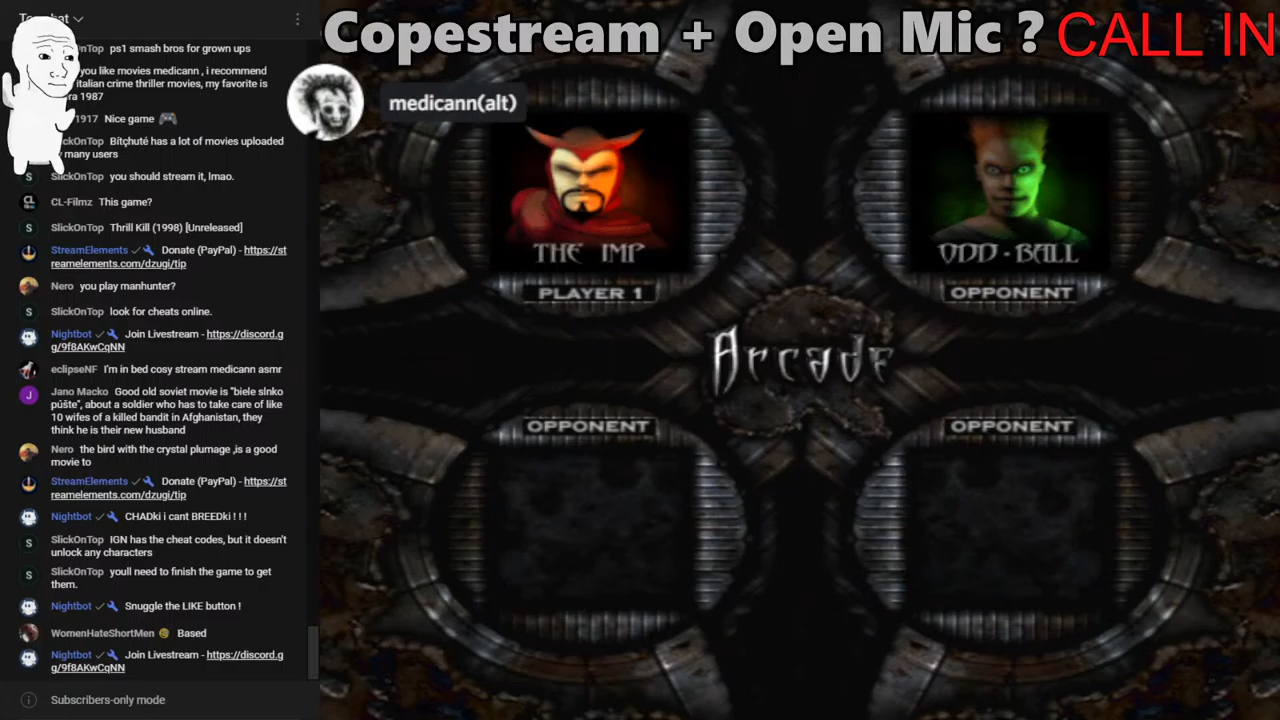 Copestream + Open Mic ? CALL IN
medicann(alt)
OnTop ps1 smash bros for grown ups
you like movies medicann , i recommend
italian crime thriller movies, my favorite is
ra 1987
1917 Nice game
ckOnTop Bítçhuté has a lot of movies uploaded
many users
SlickOnTop you should stream it, lmao.
CL-Filmz This game?
SlickOnTop Thrill Kill (1998) [Unreleased]
StreamElements Donate (PayPal) - https://st
reamelements.com/dzugi/tip
Nero you play manhunter?
SlickOnTop look for cheats online.
Nightbot Join Livestream - https://discord.g
g/9f8AKwCqNN
eclipseNF I'm in bed cosy stream medicann asmr
Jano Macko Good old soviet movie is "biele slnko
púšte", about a soldier who has to take care of like
10 wifes of a killed bandit in Afghanistan, they
think he is their new husband
Nero the bird with the crystal plumage ,is a good
movie to
StreamElements Donate (PayPal) - https://st
reamelements.com/dzugi/tip
Nightbot CHADki i cant BREEDki ! ! !
SlickOnTop IGN has the cheat codes, but it doesn't
unlock any characters
SlickOnTop youll need to finish the game to get
them.
Nightbot Snuggle the LIKE button !
WomenHateShortMen Based
Nightbot Join Livestream - https://discord.g
g/9f8AKwCqNN
Subscribers-only mode
THE IMP
PLAYER 1
ODD-BALL
OPPONENT
Arcade
OPPONENT
OPPONENT